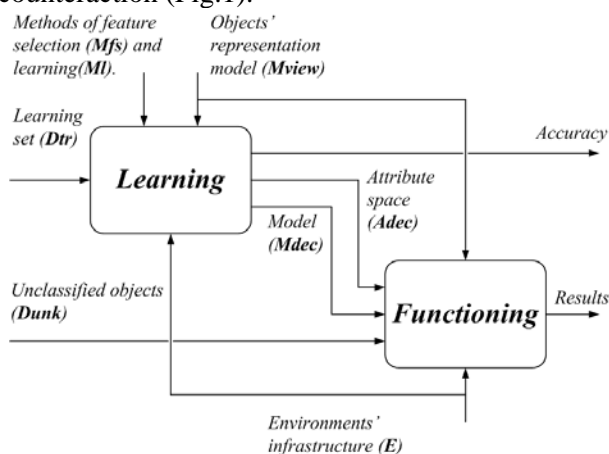 counteraction (Fig.1).
Methods of feature
selection (Mfs) and
learning(Ml).
Objects’
representation
model (Mview)
Learning
set (Dtr)
Accuracy
Learning
Attribute
space
(Adec)
Model
(Mdec)
Unclassified objects
(Dunk)
Results
Functioning
Environments’
infrastructure (E)